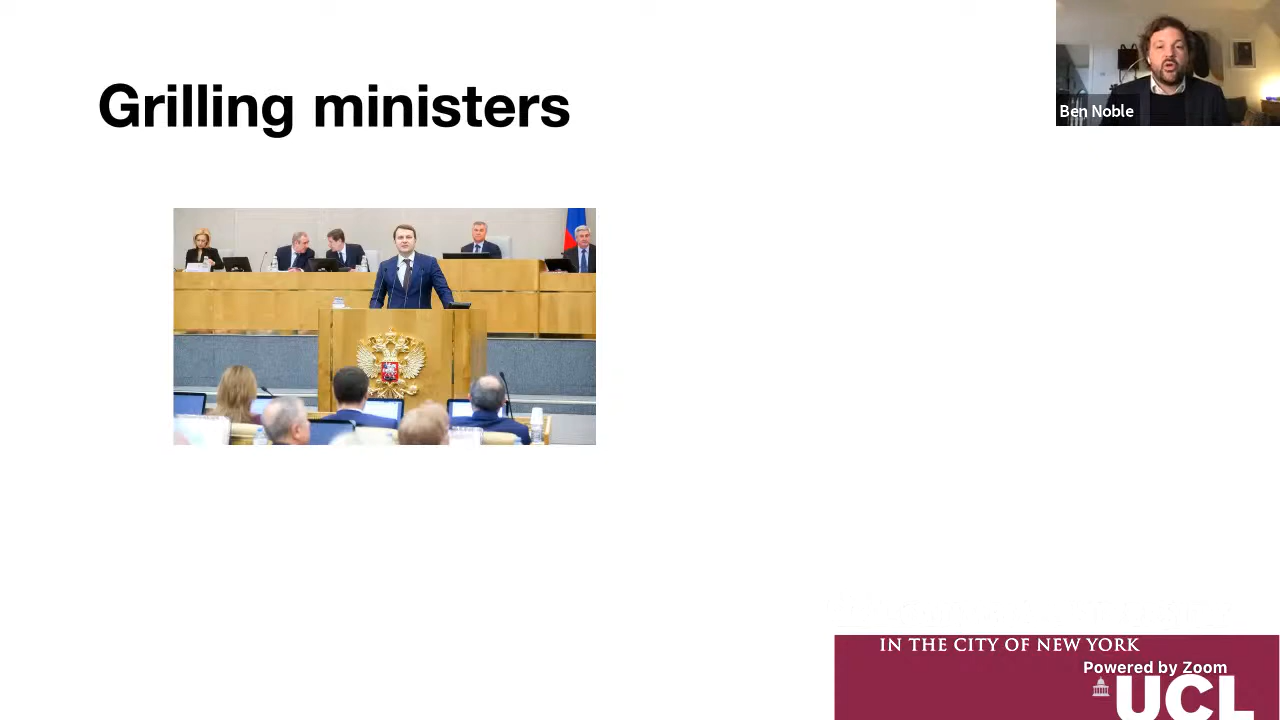 Grilling ministers
Ben Noble
IN THE CITY OF NEW YORK
Powered by Zoom
UCL